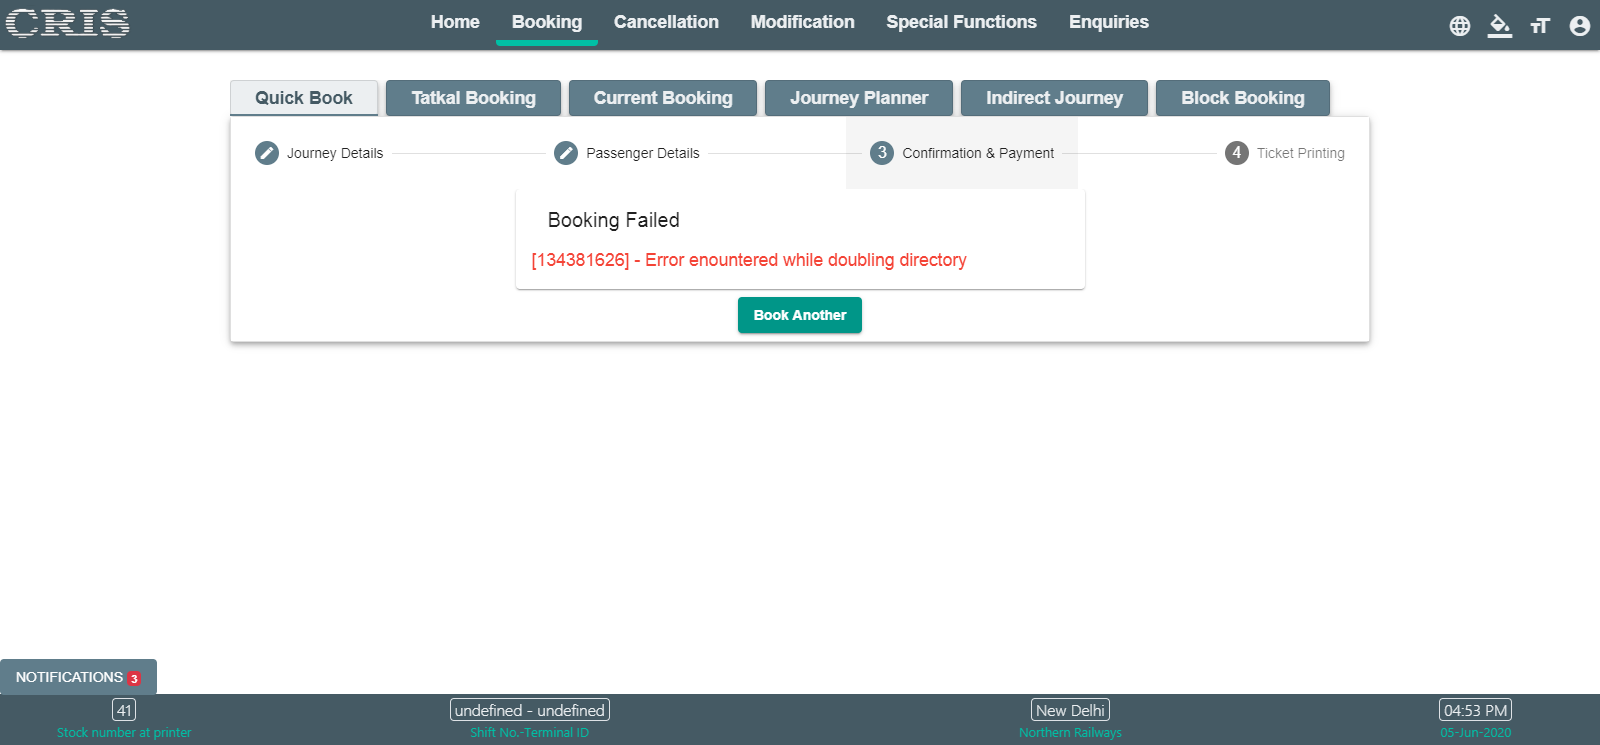 CRIS
Home Booking Cancellation Modification Special Functions Enquiries
Quick Book Tatkal Booking Current Booking Journey Planner Indirect Journey Block Booking
Journey Details Passenger Details 3 Confirmation & Payment 4 Ticket Printing
Booking Failed
[134381626] - Error enountered while doubling directory
Book Another
NOTIFICATIONS 3
41 undefined - undefined New Delhi 04:53 PM
Stock number at printer Shift No.-Terminal ID Northern Railways 05-Jun-2020